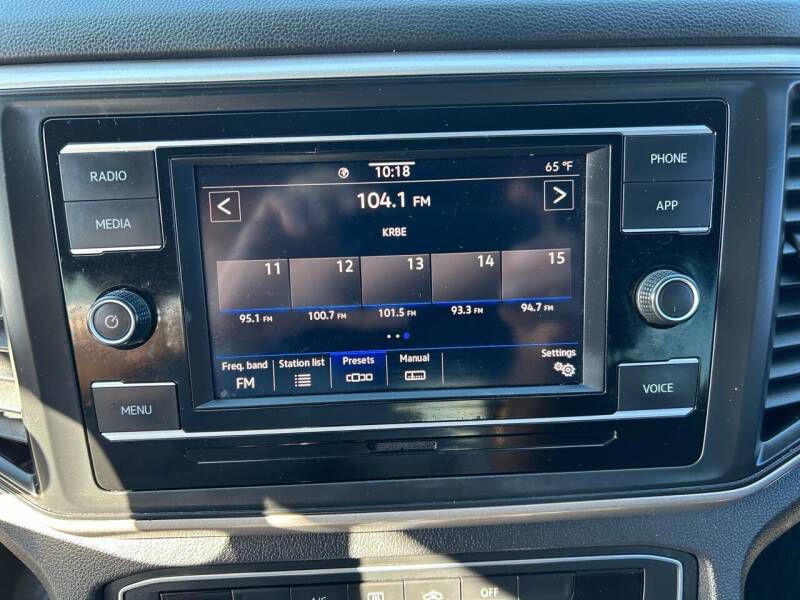 RADIO
MEDIA
MENU
10:18 65 °F
< 104.1 FM >
KRBE
11 12 13 14 15
95.1 FM 100.7 FM 101.5 FM 93.3 FM 94.7 FM
Freq. band Station list Presets Manual Settings
FM
PHONE
APP
VOICE
A/C OFF